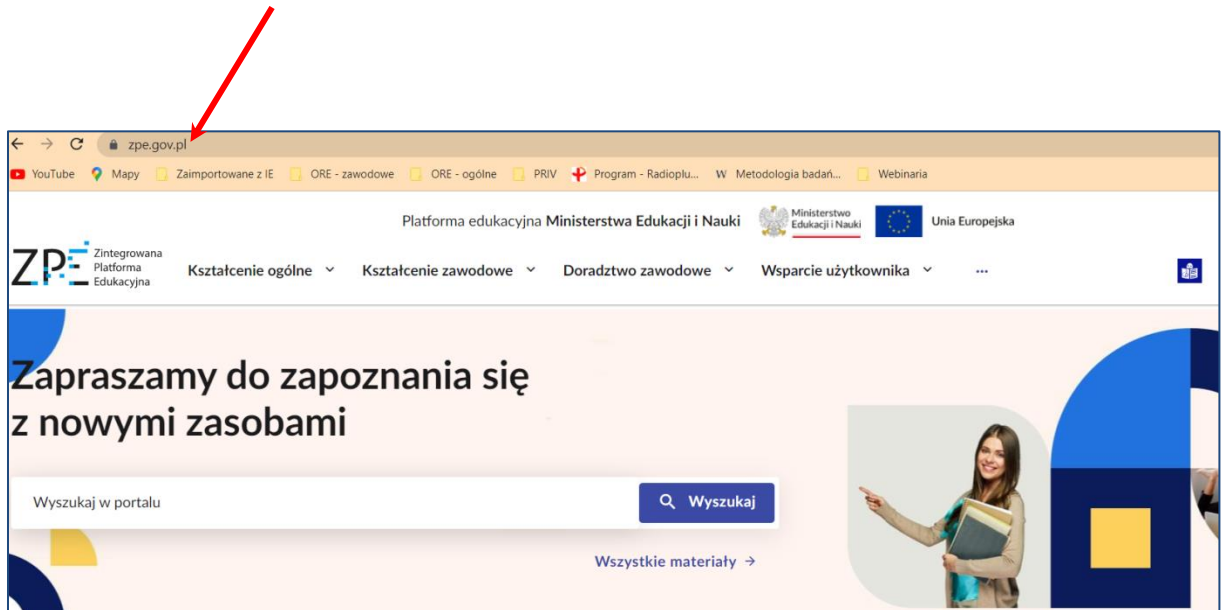 zpe.gov.pl
YouTube Mapy Zaimportowane z IE ORE - zawodowe ORE - ogólne PRIV Program - Radioplu... W Metodologia badań... Webinaria
Platforma edukacyjna Ministerstwa Edukacji i Nauki Ministerstwo Edukacji i Nauki Unia Europejska
ZPE Zintegrowana
Platforma
Edukacyjna
Kształcenie ogólne Kształcenie zawodowe Doradztwo zawodowe Wsparcie użytkownika ...
Zapraszamy do zapoznania się
z nowymi zasobami
Wyszukaj w portalu Wyszukaj
Wszystkie materiały →